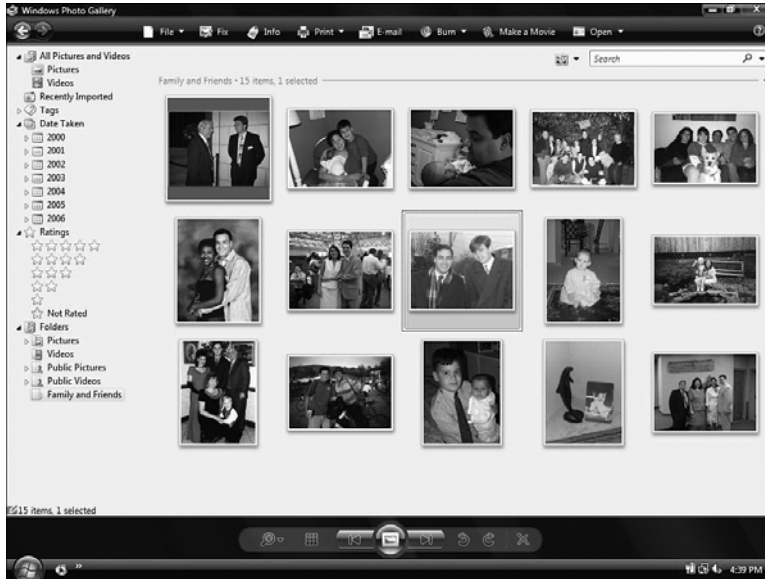 Windows Photo Gallery
File Fix Info Print E-mail Burn Make a Movie Open
All Pictures and Videos
Pictures
Videos
Recently Imported
Tags
Date Taken
2000
2001
2002
2003
2004
2005
2006
Ratings
Not Rated
Folders
Pictures
Videos
Public Pictures
Public Videos
Family and Friends
Search
Family and Friends • 15 items, 1 selected
15 items, 1 selected
4:39 PM